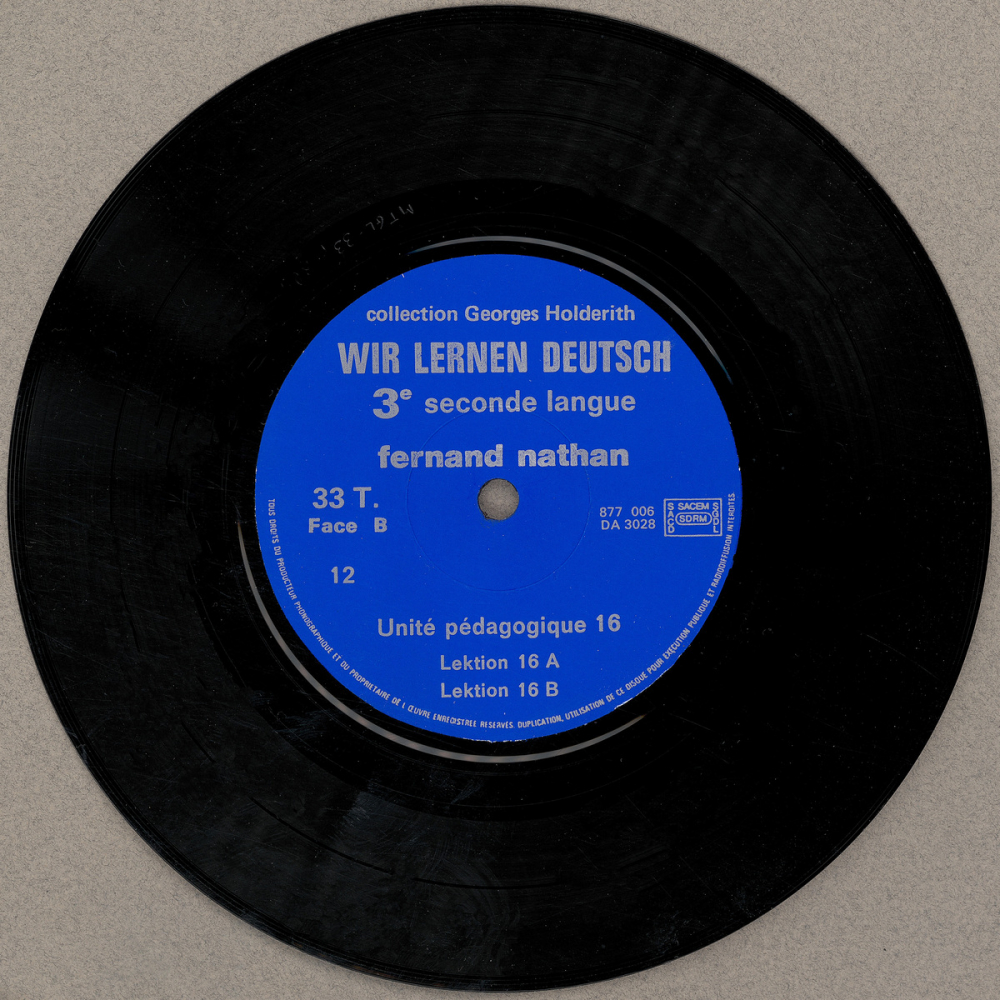 collection Georges Holderith
WIR LERNEN DEUTSCH
3e seconde langue
fernand nathan
33 T.
Face B
12
877 006
DA 3028
SACEM
SACD
SDRM
SGDL
Unité pédagogique 16
Lektion 16 A
Lektion 16 B
TOUS DROITS DU PRODUCTEUR PHONOGRAPHIQUE ET DU PROPRIETAIRE DE L ŒUVRE ENREGISTREE RESERVES. DUPLICATION, UTILISATION DE CE DISQUE POUR EXECUTION PUBLIQUE ET RADIODIFFUSION INTERDITES